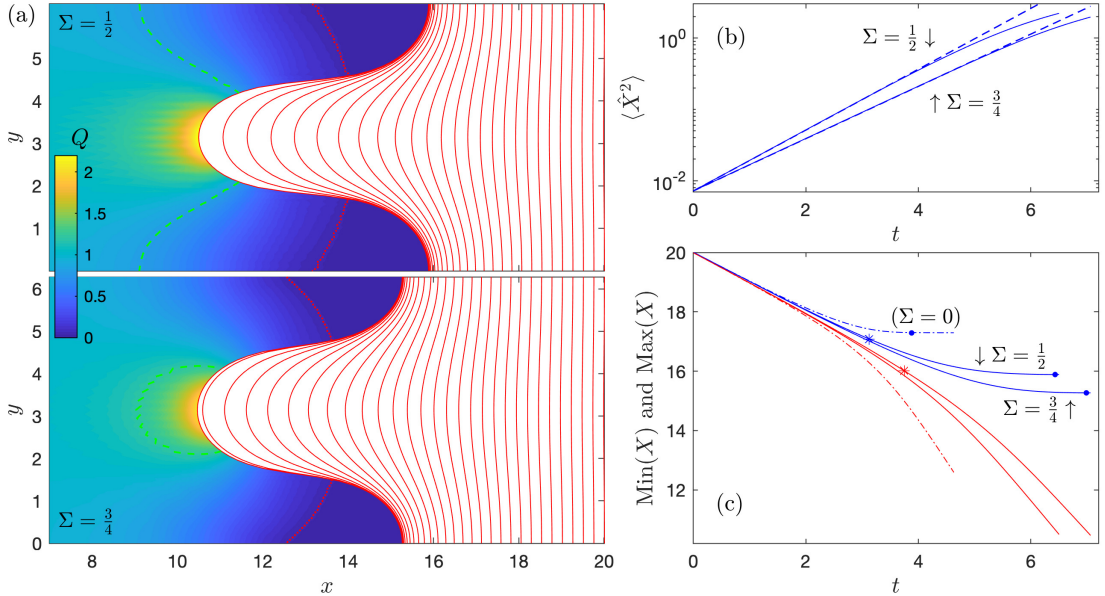 (a)
Σ = 1/2
6
5
4
3
2
1
0
y
Q
2
1.5
1
0.5
0
Σ = 3/4
6
5
4
3
2
1
0
y
8 10 12 14 16 18 20
x
(b)
10^0
10^-2
⟨X̂^2⟩
Σ = 1/2 ↓
↑ Σ = 3/4
0 2 4 6
t
20
18
16
14
12
Min(X) and Max(X)
(Σ = 0)
↓ Σ = 1/2
Σ = 3/4 ↑
(c)
0 2 4 6
t